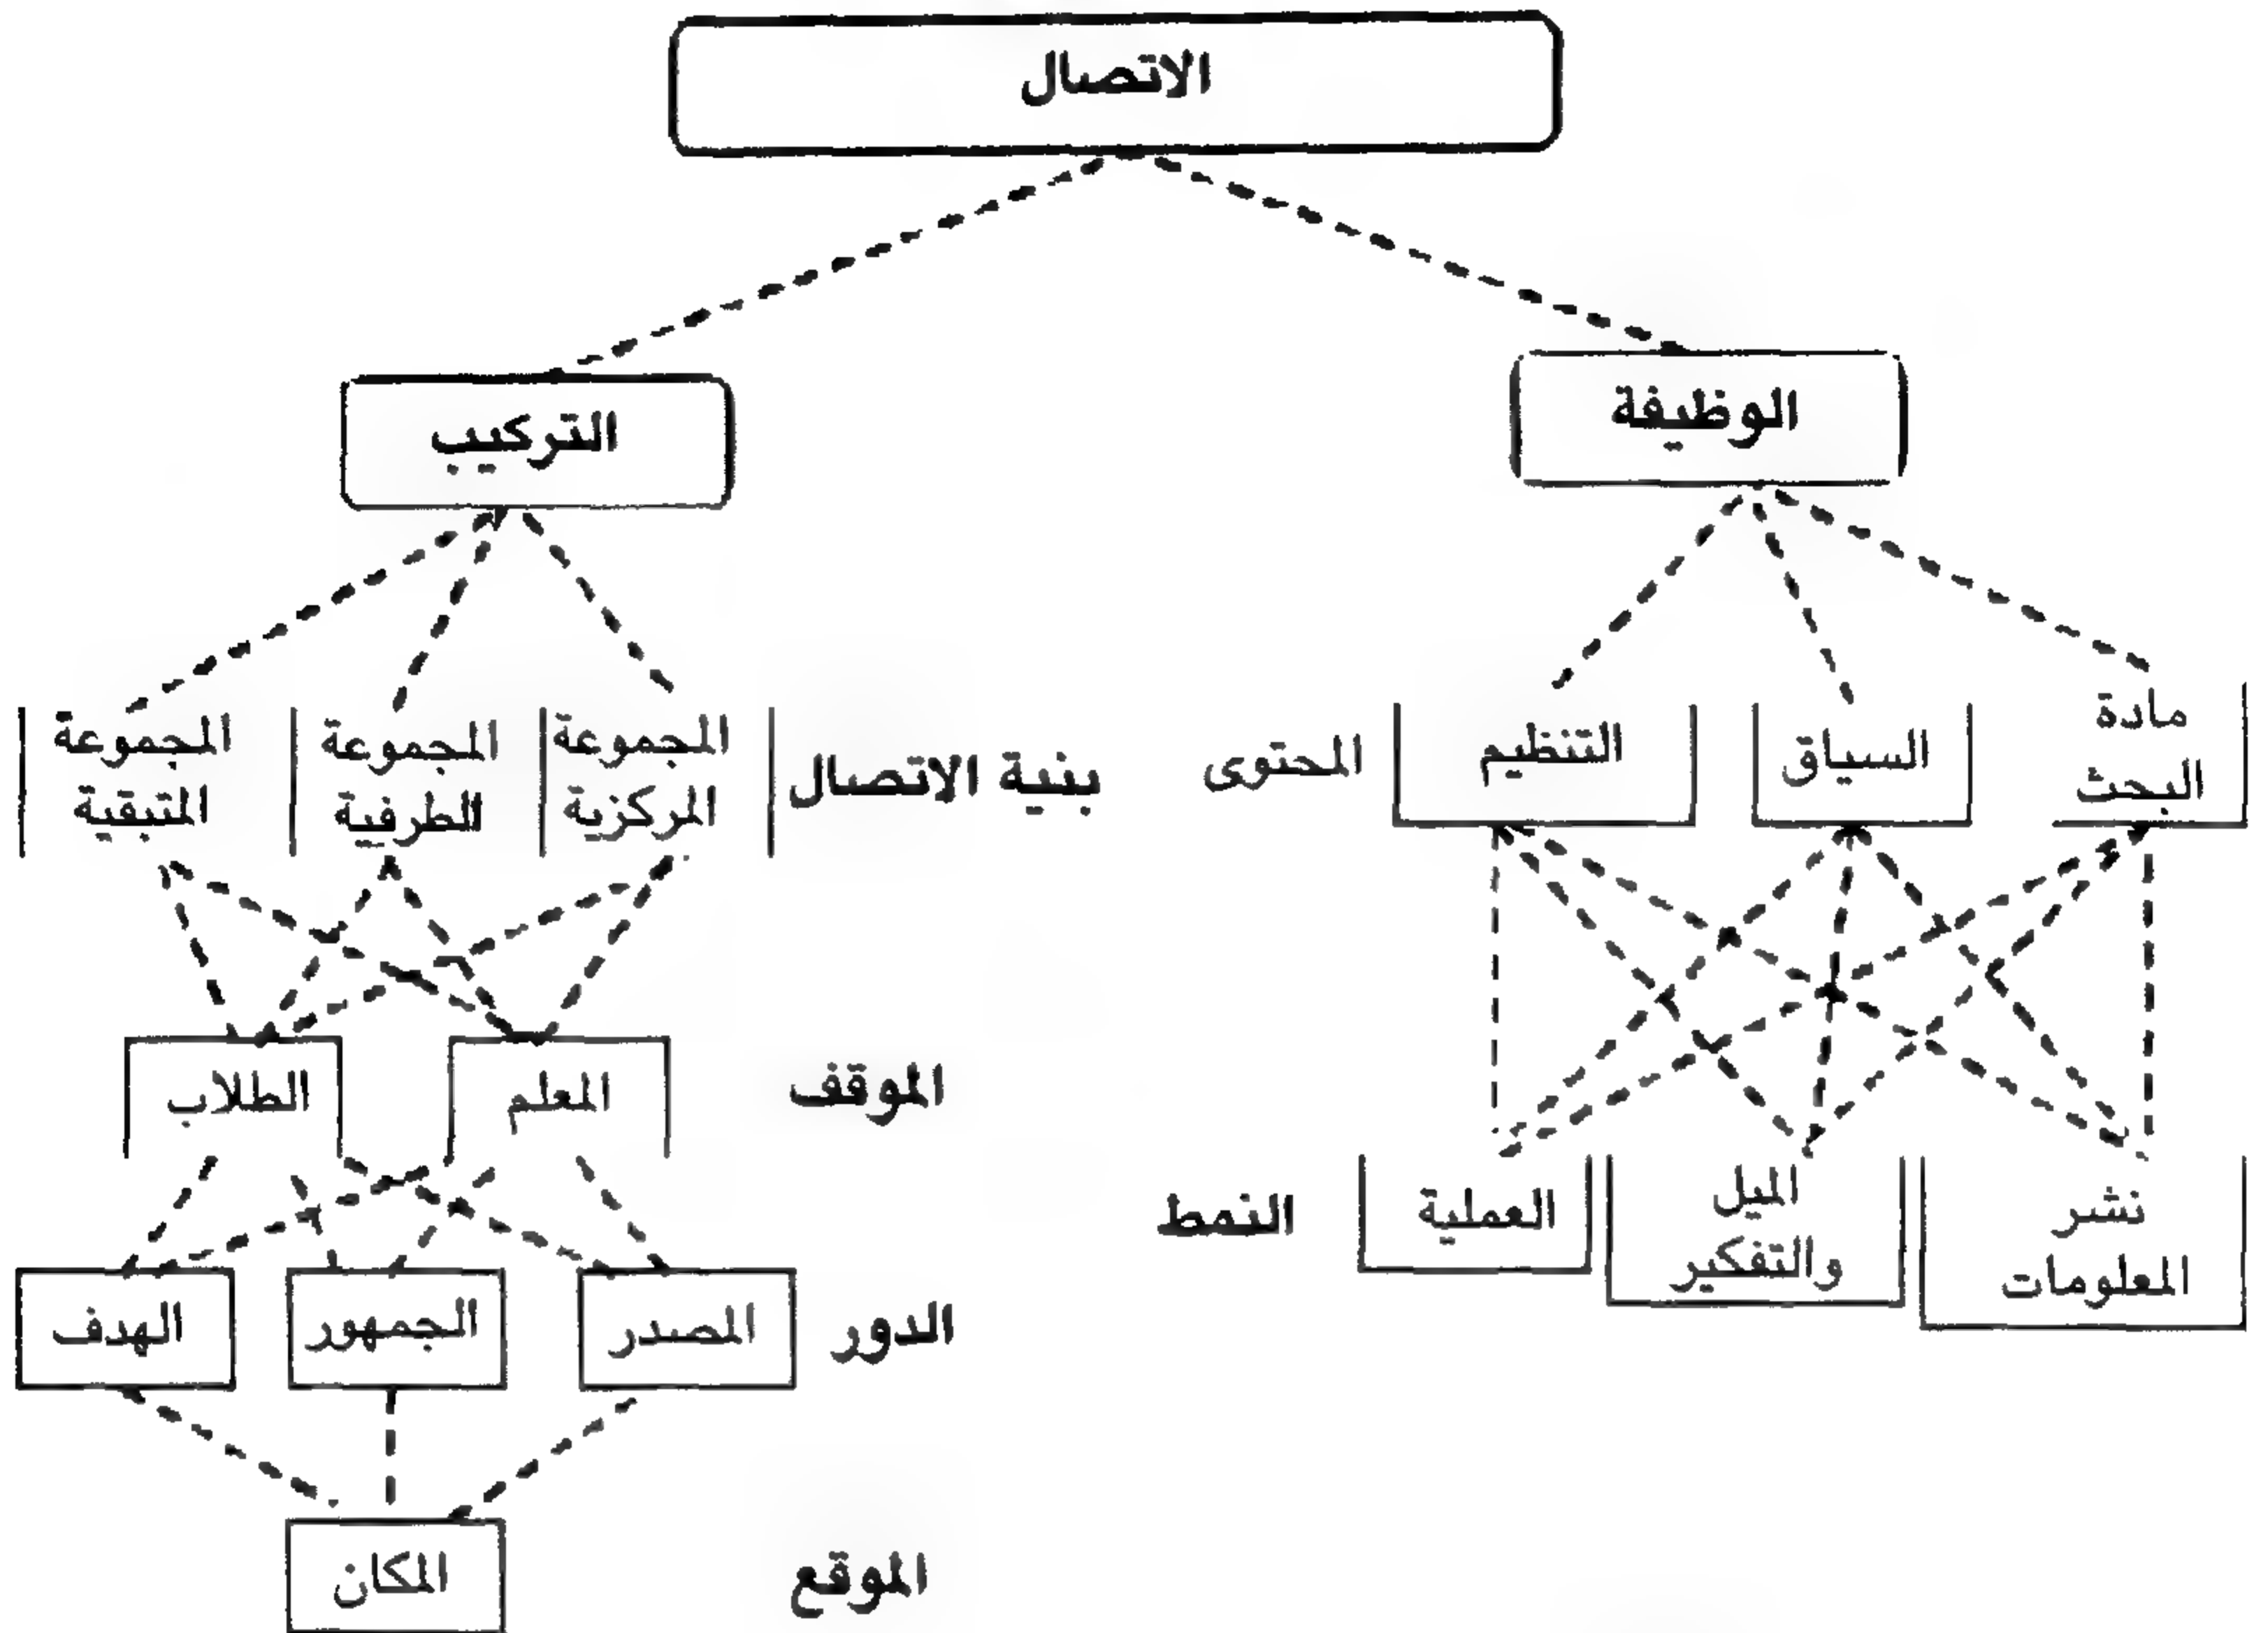 الاتصال
الوظيفة
التركيب
مادة
البحث
السياق
التنظيم
المحتوى
بنية الاتصال
المجموعة
المركزية
المجموعة
الطرفية
المجموعة
المتبقية
الموقف
المعلم
الطلاب
نشر
المعلومات
الميل
والتفكير
العملية
النمط
الدور
المصدر
الجمهور
الهدف
الموقع
المكان